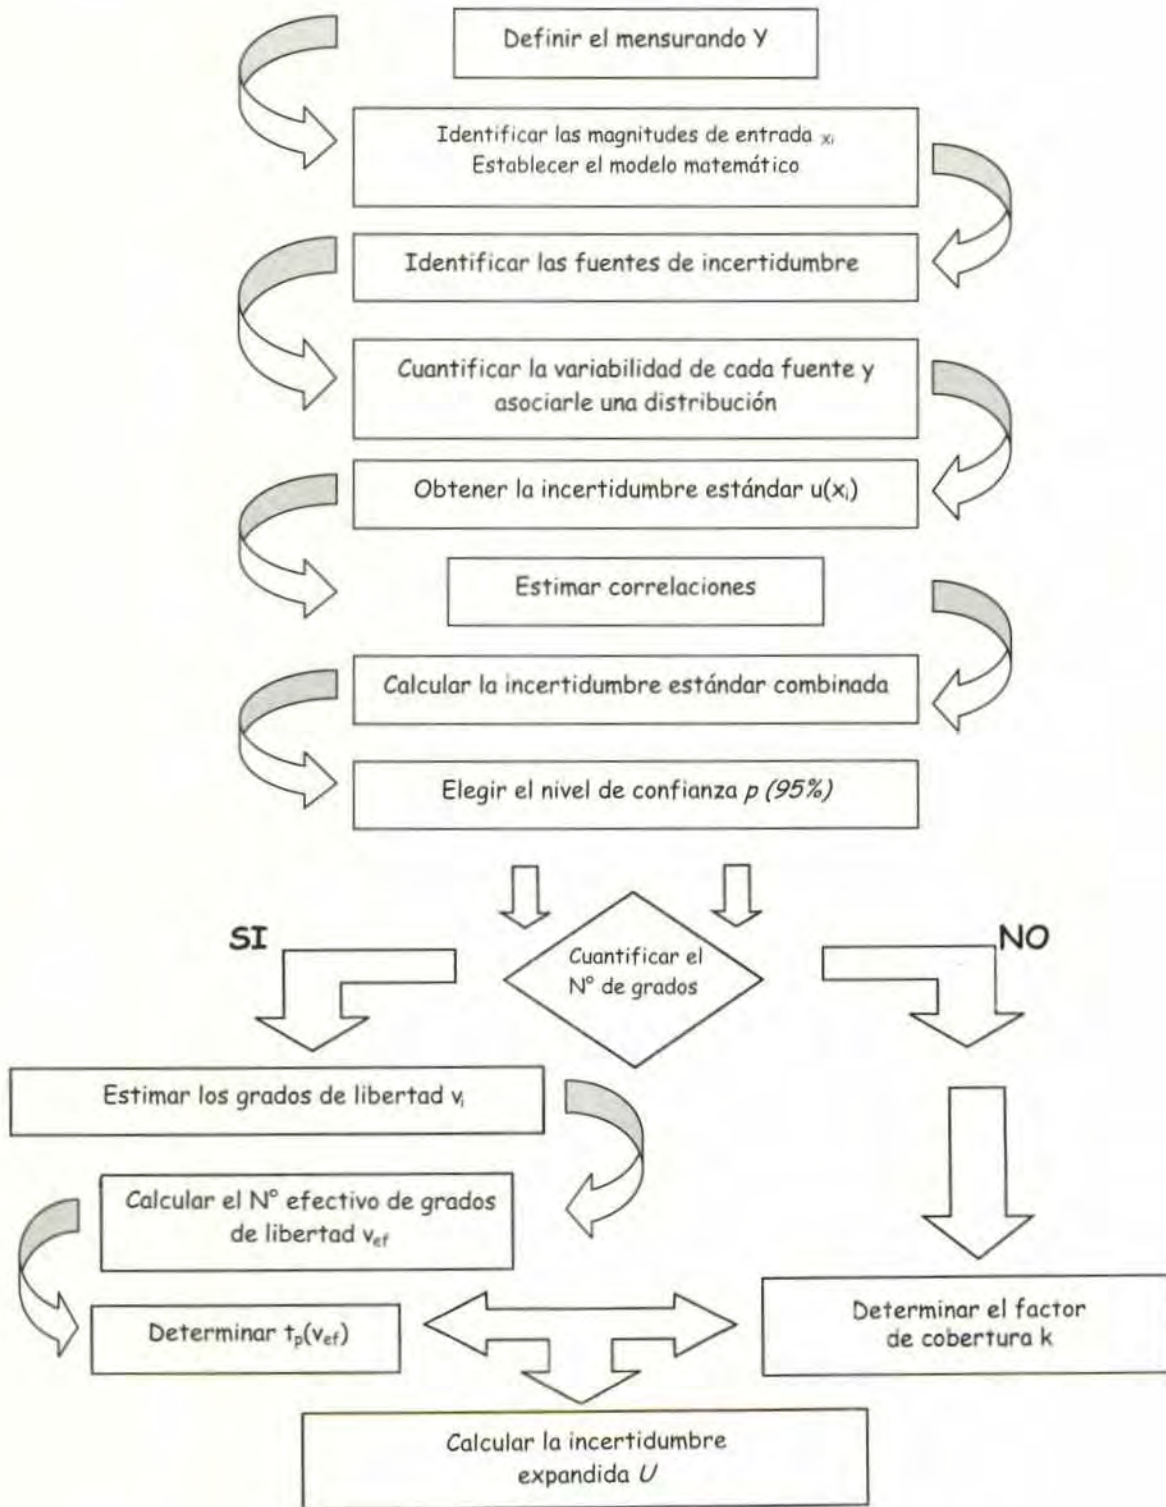 Definir el mensurando Y
Identificar las magnitudes de entrada xi
Establecer el modelo matemático
Identificar las fuentes de incertidumbre
Cuantificar la variabilidad de cada fuente y
asociarle una distribución
Obtener la incertidumbre estándar u(xi)
Estimar correlaciones
Calcular la incertidumbre estándar combinada
Elegir el nivel de confianza p (95%)
SI
Cuantificar el
N° de grados
NO
Estimar los grados de libertad vi
Calcular el N° efectivo de grados
de libertad vef
Determinar tp(vef)
Determinar el factor
de cobertura k
Calcular la incertidumbre
expandida U